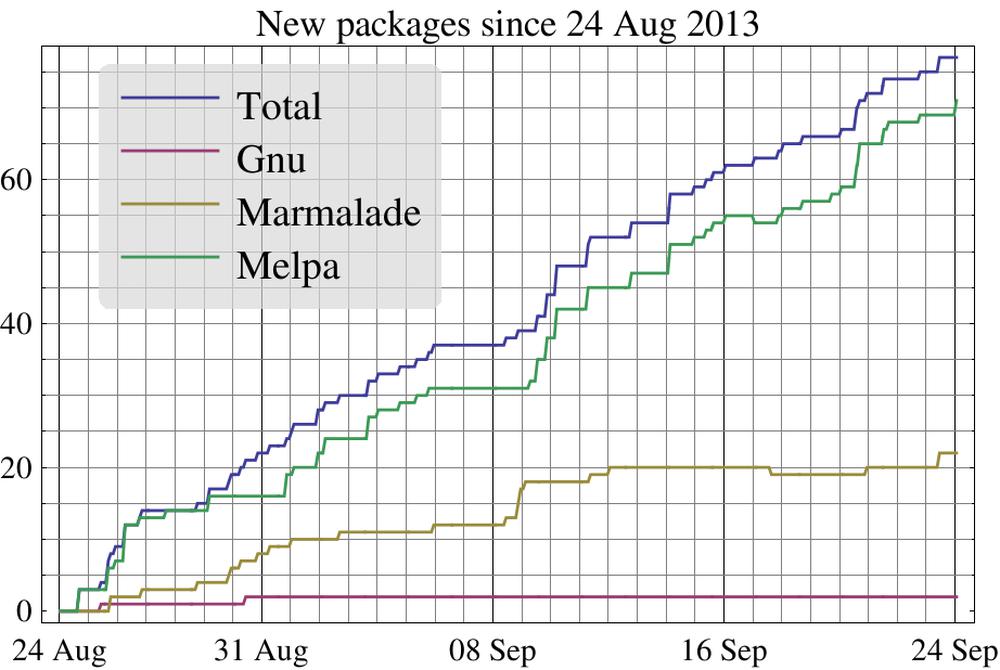 New packages since 24 Aug 2013
Total
Gnu
Marmalade
Melpa
60
40
20
0
24 Aug 31 Aug 08 Sep 16 Sep 24 Sep